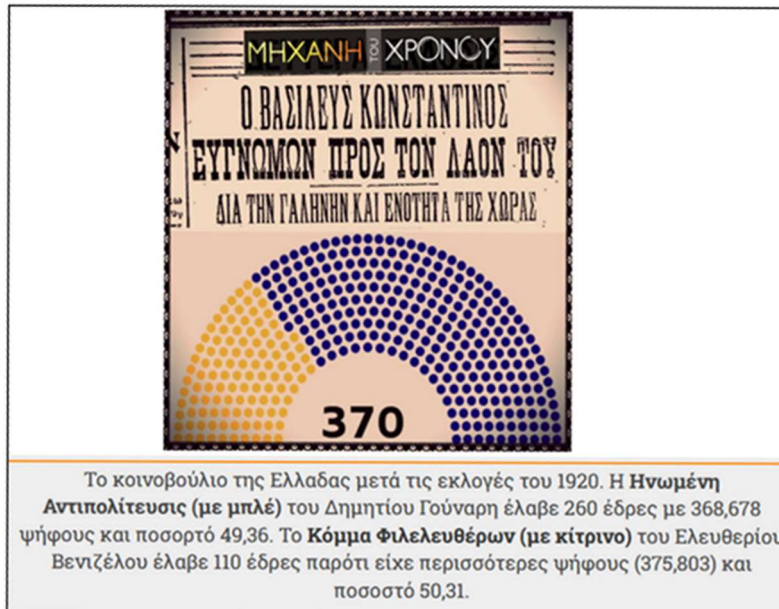 ΜΗΧΑΝΗ ΤΟΥ ΧΡΟΝΟΥ
Ο ΒΑΣΙΛΕΥΣ ΚΩΝΣΤΑΝΤΙΝΟΣ
ΕΥΓΝΩΜΩΝ ΠΡΟΣ ΤΟΝ ΛΑΟΝ ΤΟΥ
ΔΙΑ ΤΗΝ ΓΑΛΗΝΗΝ ΚΑΙ ΕΝΟΤΗΤΑ ΤΗΣ ΧΩΡΑΣ
370
Το κοινοβούλιο της Ελλαδας μετά τις εκλογές του 1920. Η Ηνωμένη
Αντιπολίτευσις (με μπλέ) του Δημητίου Γούναρη έλαβε 260 έδρες με 368,678
ψήφους και ποσορτό 49,36. Το Κόμμα Φιλελευθέρων (με κίτρινο) του Ελευθερίου
Βενιζέλου έλαβε 110 έδρες παρότι είχε περισσότερες ψήφους (375,803) και
ποσοστό 50,31.